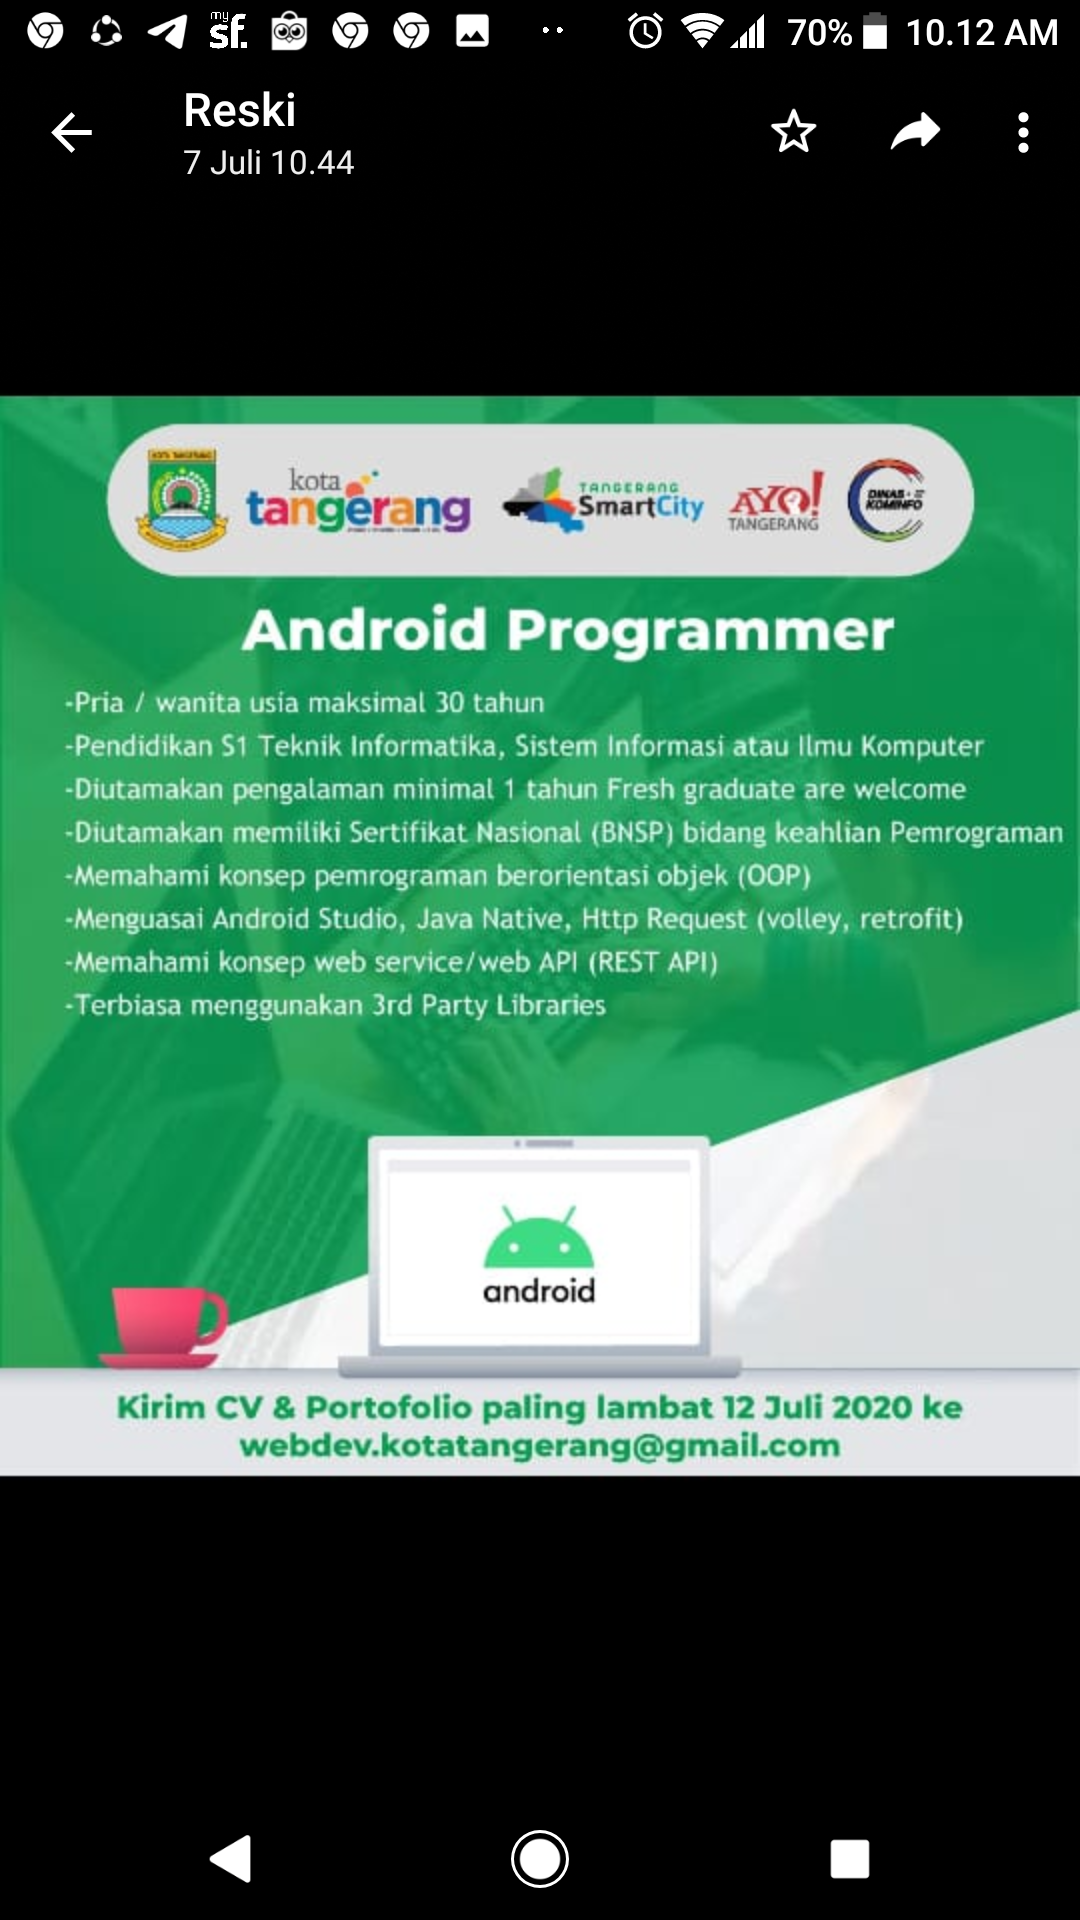 my
sf.
70%
10.12 AM
Reski
7 Juli 10.44
KOTA TANGERANG
kota
tangerang
TANGERANG
SmartCity
AYO!
TANGERANG
DINAS
KOMINFO
Android Programmer
-Pria / wanita usia maksimal 30 tahun
-Pendidikan S1 Teknik Informatika, Sistem Informasi atau Ilmu Komputer
-Diutamakan pengalaman minimal 1 tahun Fresh graduate are welcome
-Diutamakan memiliki Sertifikat Nasional (BNSP) bidang keahlian Pemrograman
-Memahami konsep pemrograman berorientasi objek (OOP)
-Menguasai Android Studio, Java Native, Http Request (volley, retrofit)
-Memahami konsep web service/web API (REST API)
-Terbiasa menggunakan 3rd Party Libraries
android
Kirim CV & Portofolio paling lambat 12 Juli 2020 ke
webdev.kotatangerang@gmail.com